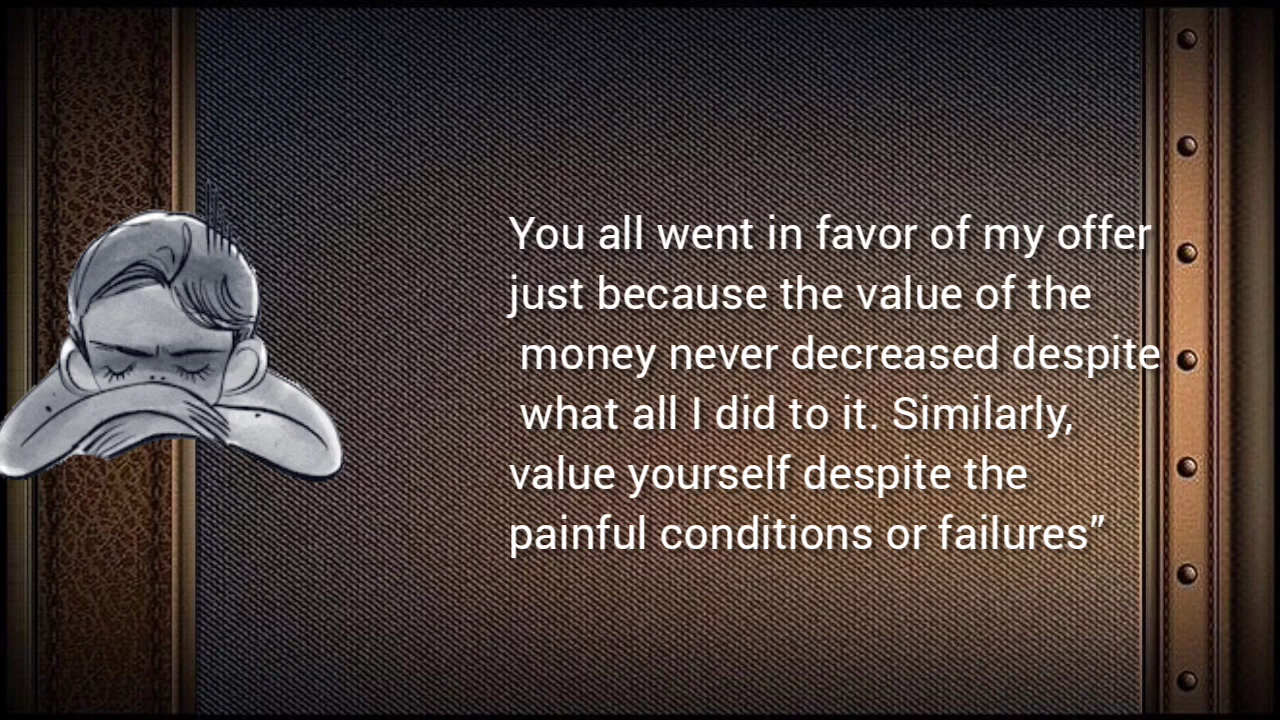 You all went in favor of my offer
just because the value of the
money never decreased despite
what all I did to it. Similarly,
value yourself despite the
painful conditions or failures”